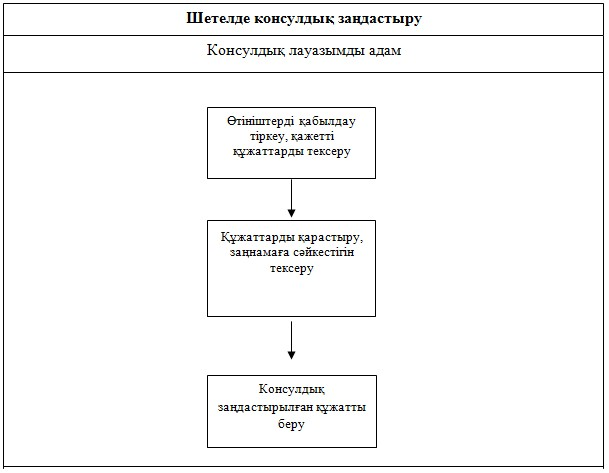 Шетелде консулдық заңдастыру
Консулдық лауазымды адам
Өтініштерді қабылдау
тіркеу, қажетті
құжаттарды тексеру
Құжаттарды қарастыру,
заңнамаға сәйкестігін
тексеру
Консулдық
заңдастырылған құжатты
беру